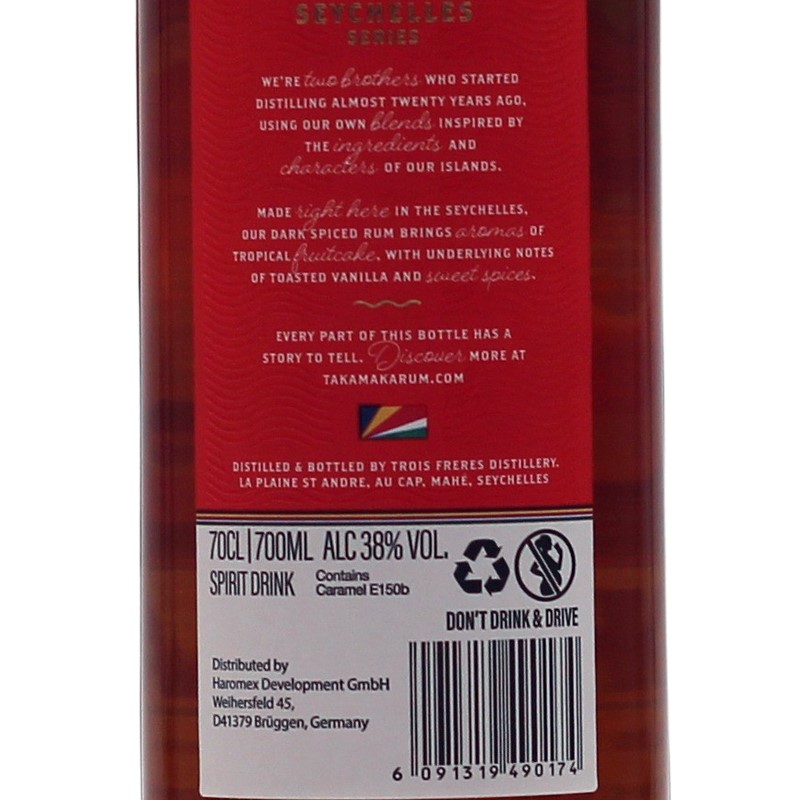 SEYCHELLES
SERIES
WE'RE two brothers WHO STARTED
DISTILLING ALMOST TWENTY YEARS AGO,
USING OUR OWN blends INSPIRED BY
THE ingredients AND
characters OF OUR ISLANDS.
MADE right here IN THE SEYCHELLES,
OUR DARK SPICED RUM BRINGS aromas OF
TROPICAL fruitcake, WITH UNDERLYING NOTES
OF TOASTED VANILLA AND sweet spices.
EVERY PART OF THIS BOTTLE HAS A
STORY TO TELL. Discover MORE AT
TAKAMAKARUM.COM
DISTILLED & BOTTLED BY TROIS FRERES DISTILLERY.
LA PLAINE ST ANDRE, AU CAP, MAHÉ, SEYCHELLES
70CL|700ML ALC 38% VOL.
SPIRIT DRINK Contains
Caramel E150b
DON'T DRINK & DRIVE
Distributed by
Haromex Development GmbH
Weihersfeld 45,
D41379 Brüggen, Germany
6 091319 490174